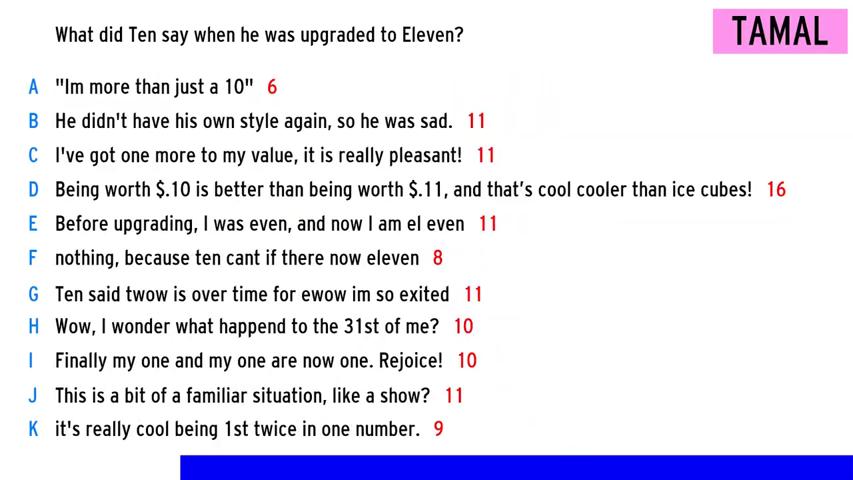 What did Ten say when he was upgraded to Eleven?
TAMAL
A "Im more than just a 10" 6
B He didn't have his own style again, so he was sad. 11
C I've got one more to my value, it is really pleasant! 11
D Being worth $.10 is better than being worth $.11, and that's cool cooler than ice cubes! 16
E Before upgrading, I was even, and now I am el even 11
F nothing, because ten cant if there now eleven 8
G Ten said twow is over time for ewow im so exited 11
H Wow, I wonder what happend to the 31st of me? 10
I Finally my one and my one are now one. Rejoice! 10
J This is a bit of a familiar situation, like a show? 11
K it's really cool being 1st twice in one number. 9